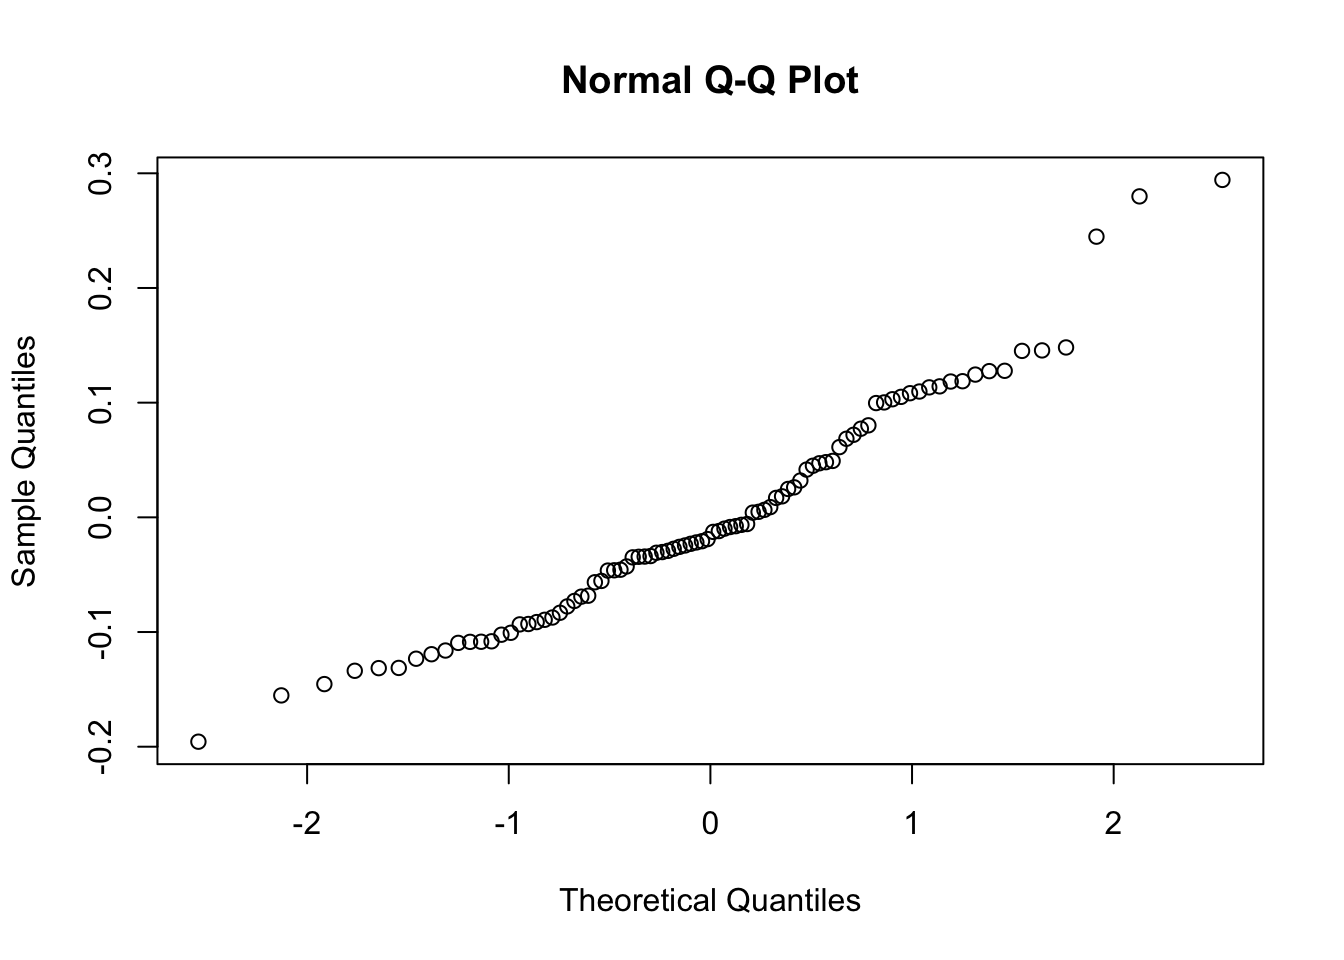 Normal Q-Q Plot
0.3
0.2
0.1
0.0
-0.1
-0.2
Sample Quantiles
-2 -1 0 1 2
Theoretical Quantiles